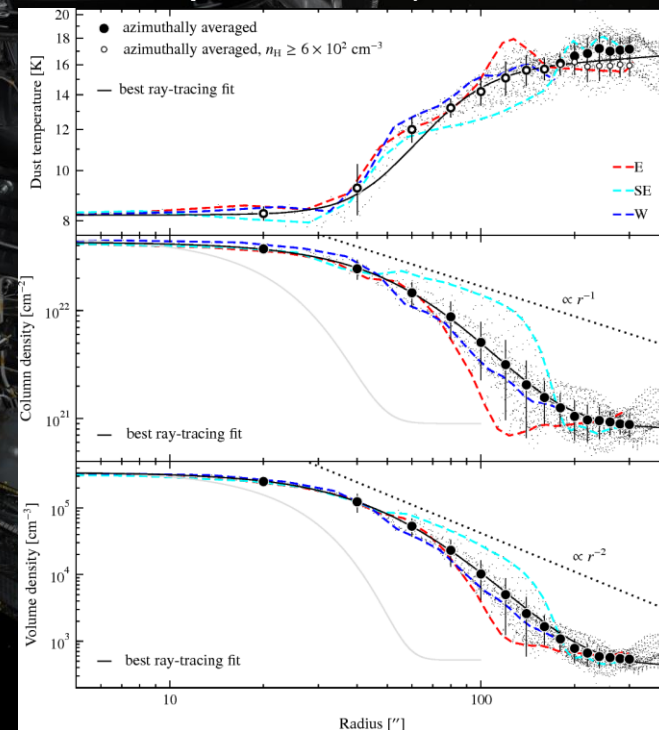 20
18
16
14
12
10
8
Dust temperature [K]
azimuthally averaged
azimuthally averaged, n_H ≥ 6 × 10² cm⁻³
best ray-tracing fit
E
SE
W
10²²
10²¹
Column density [cm⁻²]
∝ r⁻¹
best ray-tracing fit
10⁵
10⁴
10³
Volume density [cm⁻³]
∝ r⁻²
best ray-tracing fit
10
100
Radius [″]